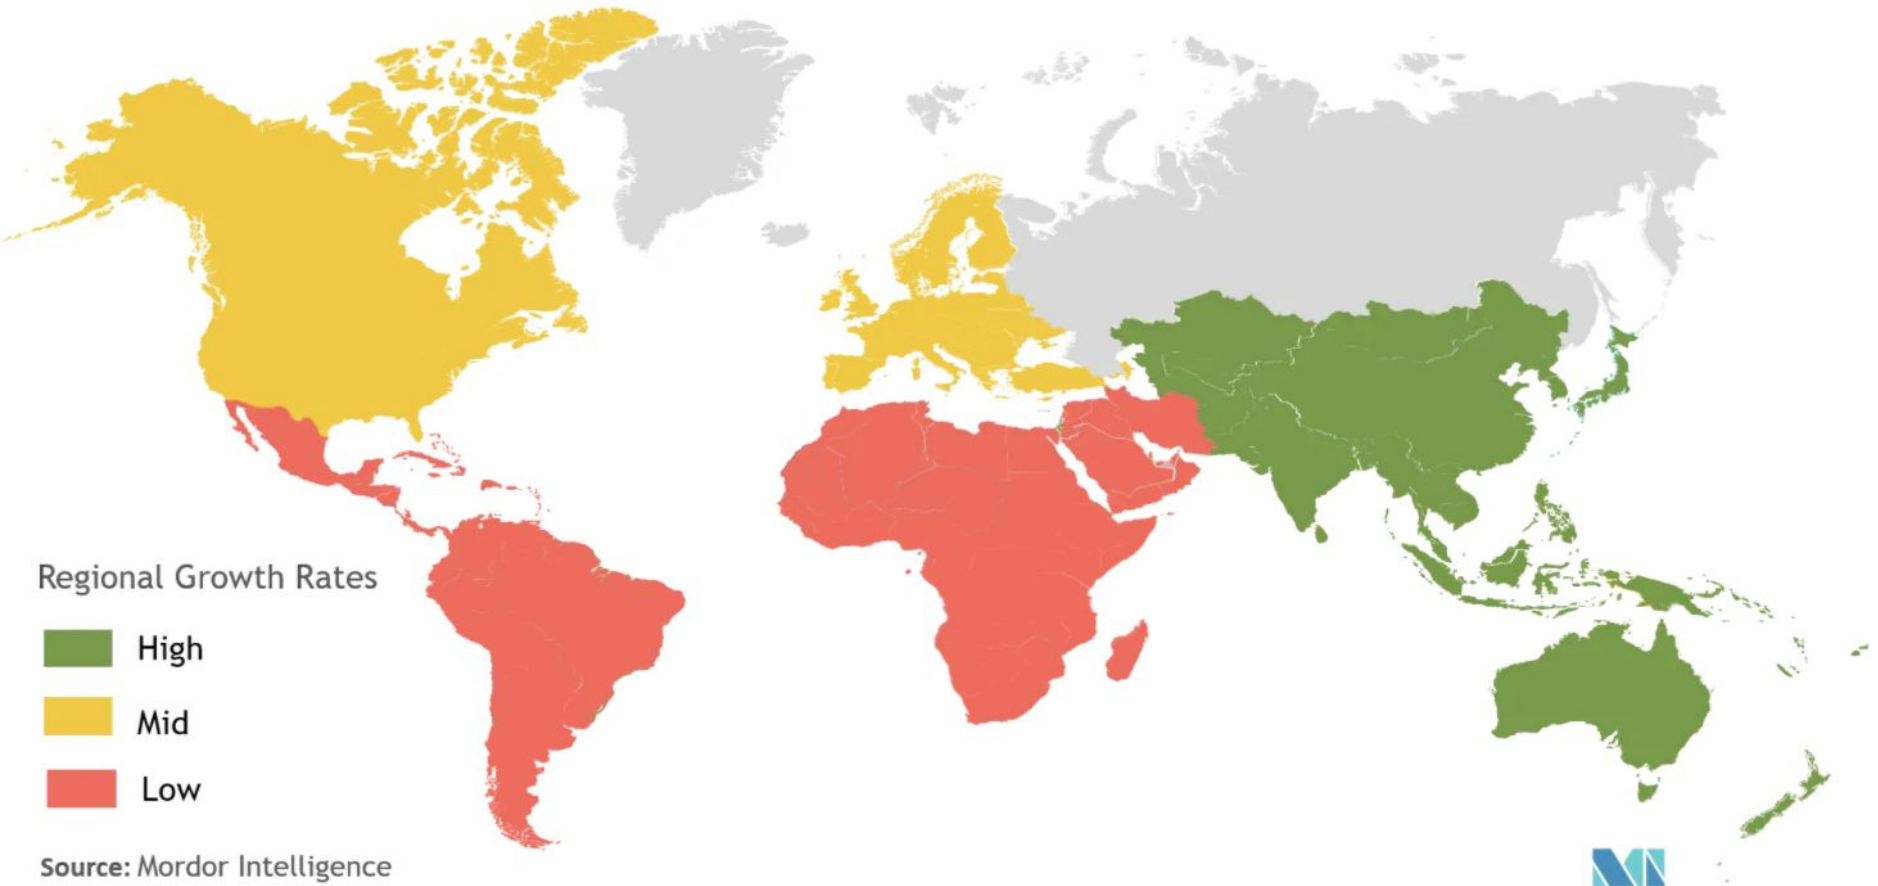 Regional Growth Rates
High
Mid
Low
Source: Mordor Intelligence